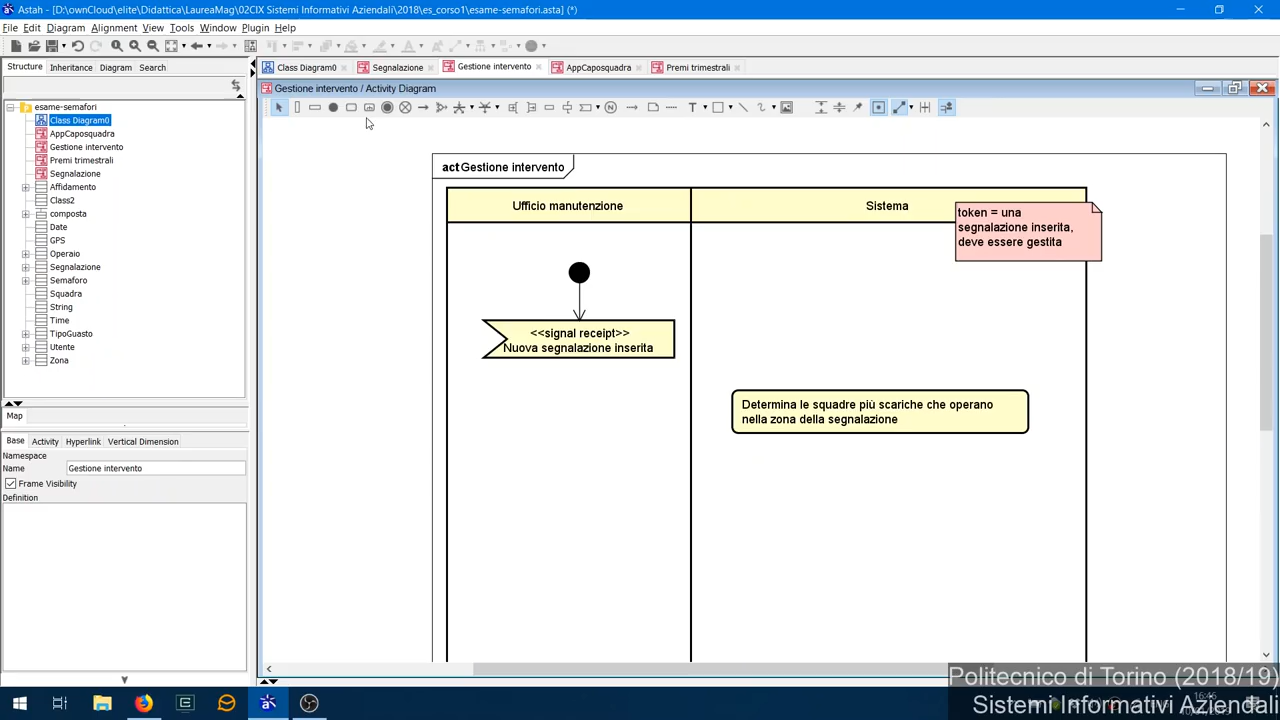 Astah - [D:\ownCloud\elite\Didattica\LaureaMag\02CIX Sistemi Informativi Aziendali\2018\es_corso1\esame-semafori.asta] (*)
File Edit Diagram Alignment View Tools Window Plugin Help
Structure Inheritance Diagram Search
Class Diagram0 Segnalazione Gestione intervento AppCaposquadra Premi trimestrali
Gestione intervento / Activity Diagram
esame-semafori
Class Diagram0
AppCaposquadra
Gestione intervento
Premi trimestrali
Segnalazione
Affidamento
Class2
composta
Date
GPS
Operaio
Segnalazione
Semaforo
Squadra
String
Time
TipoGuasto
Utente
Zona
Map
Base Activity Hyperlink Vertical Dimension
Namespace
Name Gestione intervento
Frame Visibility
Definition
act Gestione intervento
Ufficio manutenzione
Sistema
token = una
segnalazione inserita,
deve essere gestita
<<signal receipt>>
Nuova segnalazione inserita
Determina le squadre più scariche che operano
nella zona della segnalazione
Politecnico di Torino (2018/19)
Sistemi Informativi Aziendali